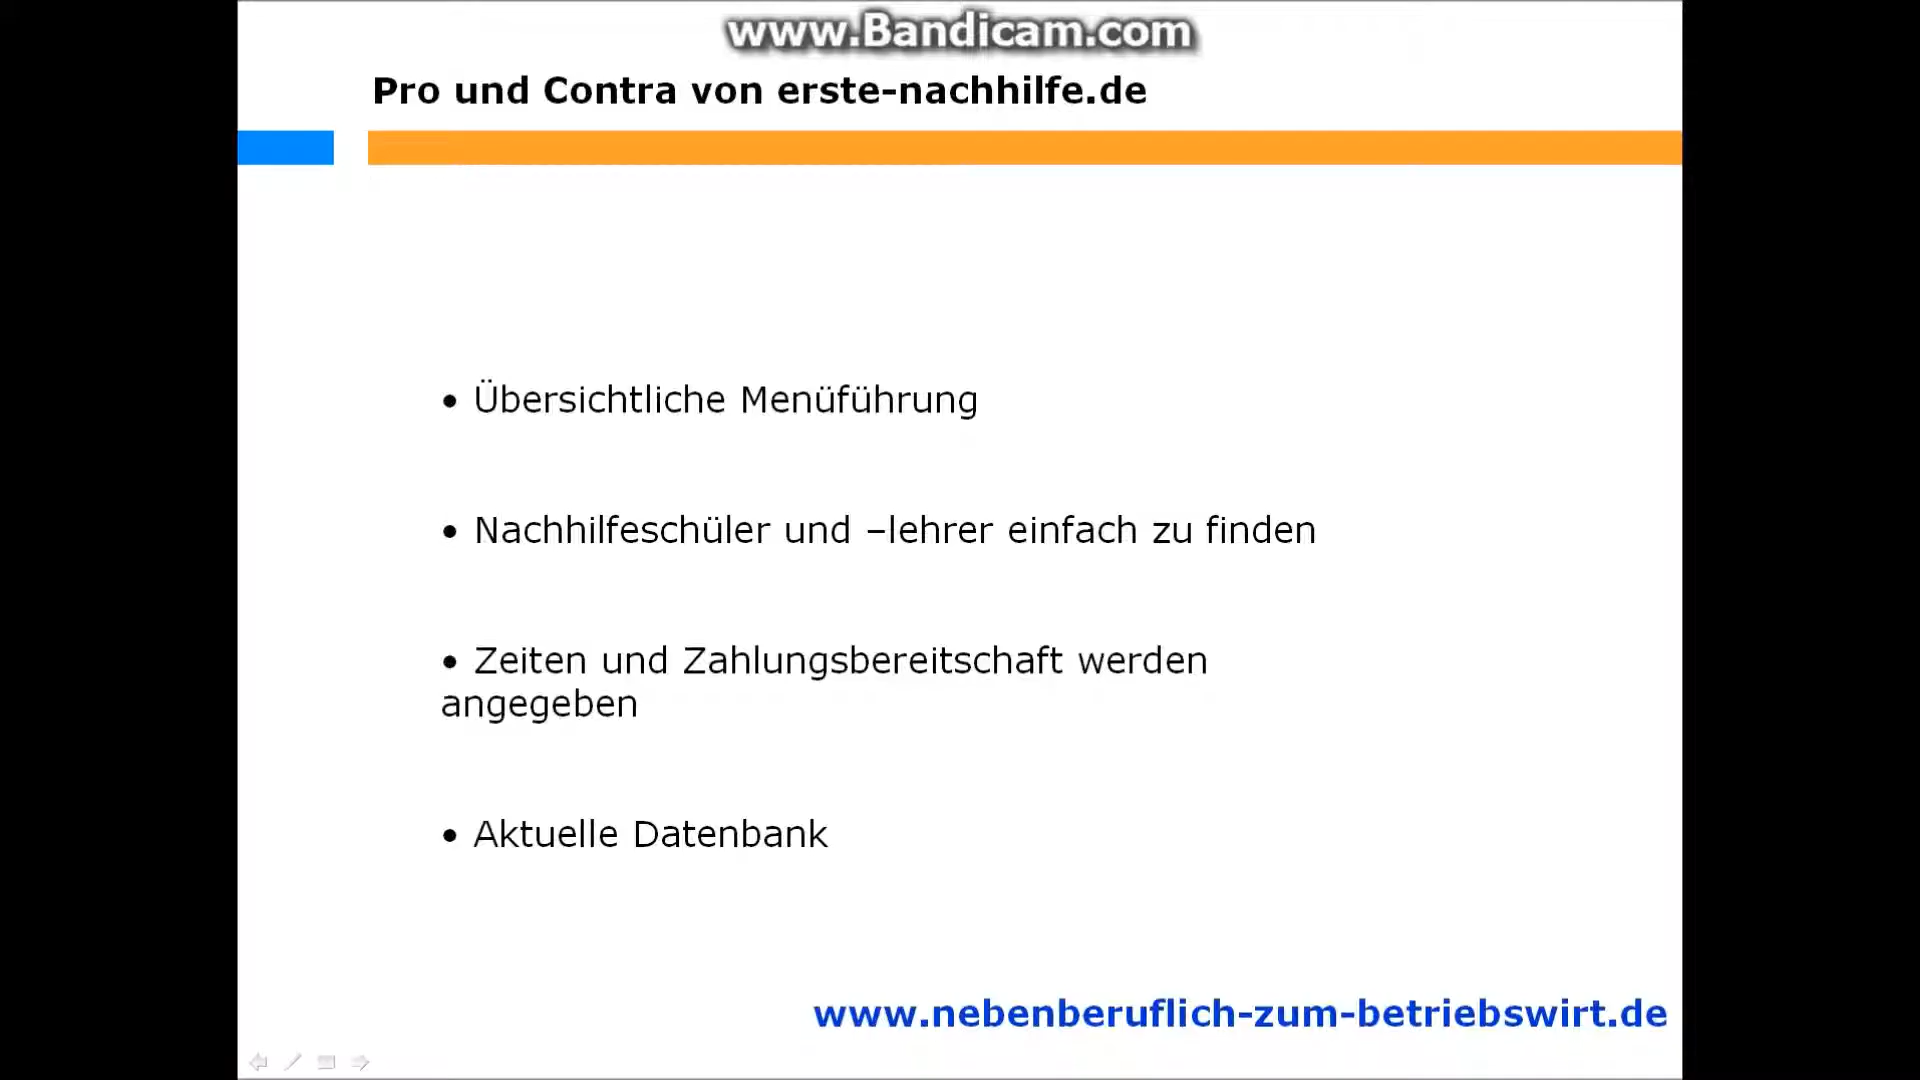 www.Bandicam.com
Pro und Contra von erste-nachhilfe.de
• Übersichtliche Menüführung
• Nachhilfeschüler und –lehrer einfach zu finden
• Zeiten und Zahlungsbereitschaft werden
angegeben
• Aktuelle Datenbank
www.nebenberuflich-zum-betriebswirt.de